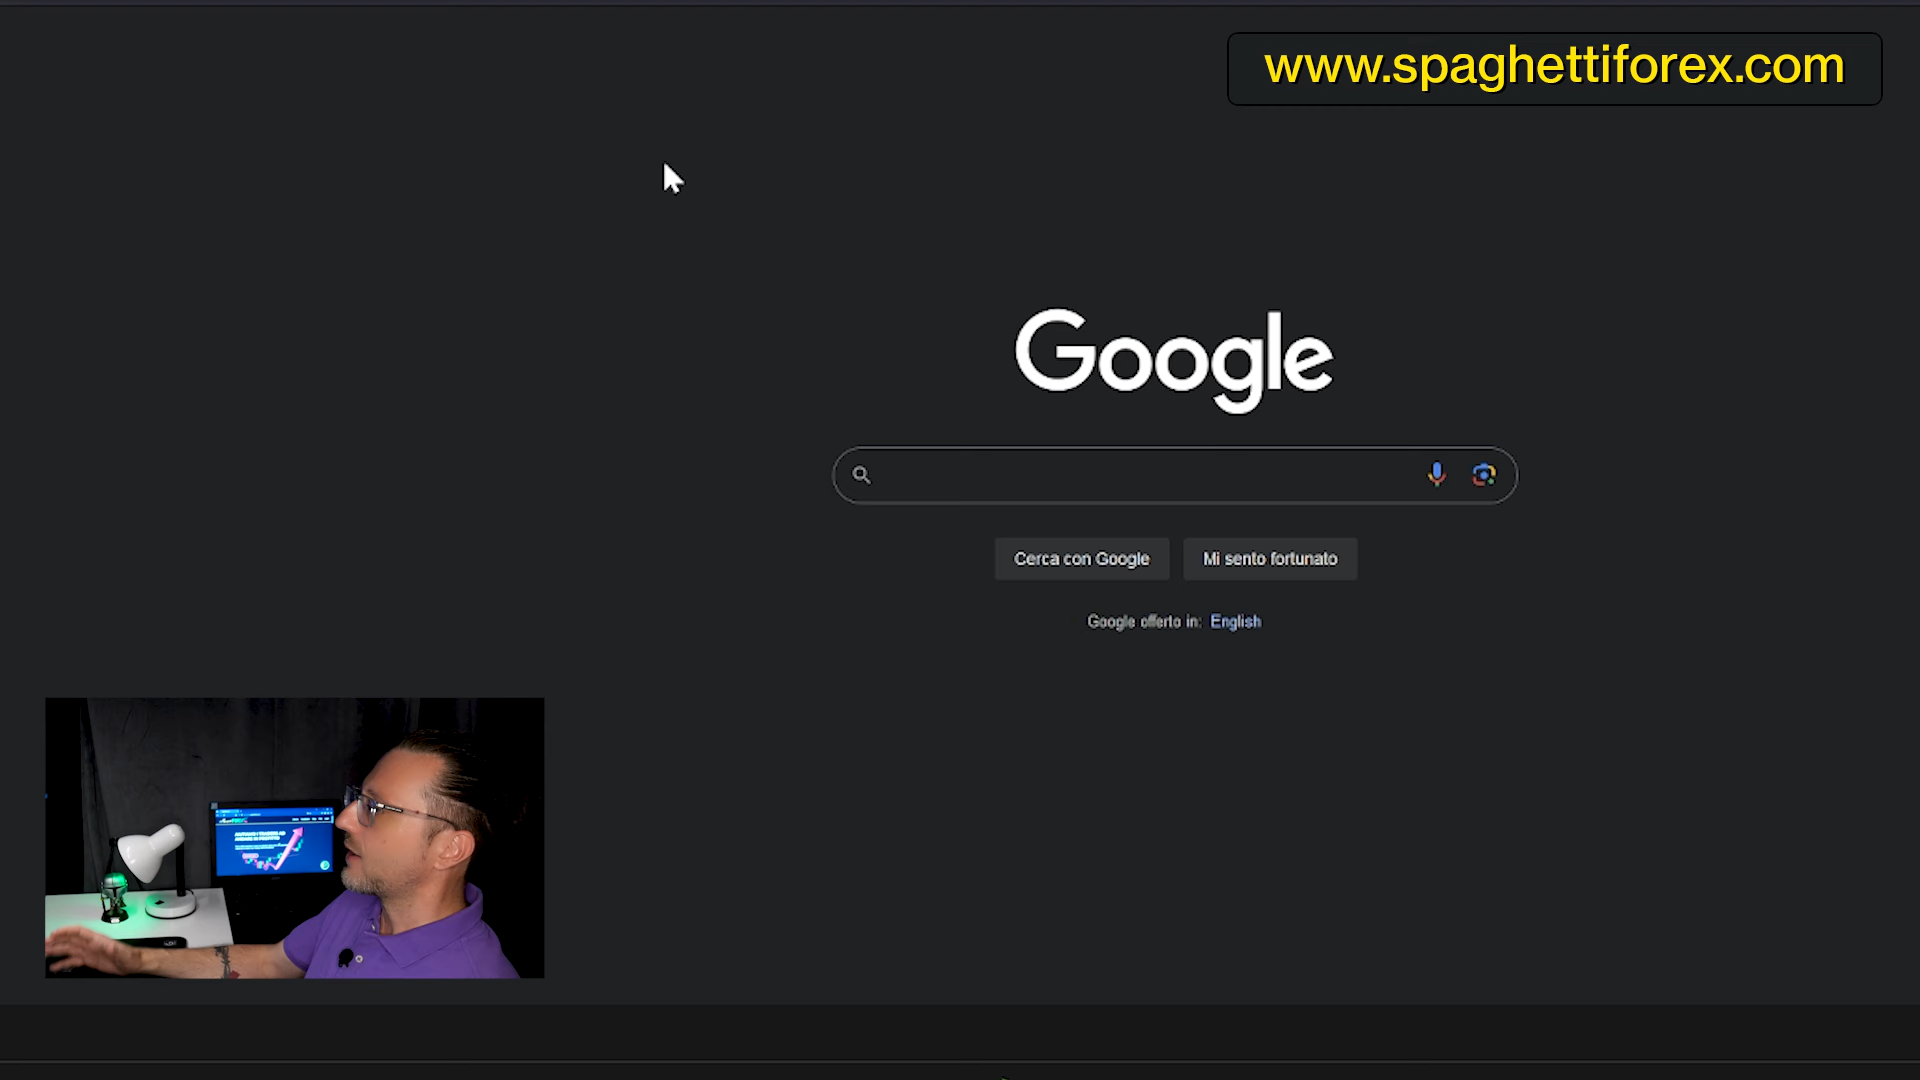 www.spaghettiforex.com
Google
Cerca con Google
Mi sento fortunato
Google offerto in: English